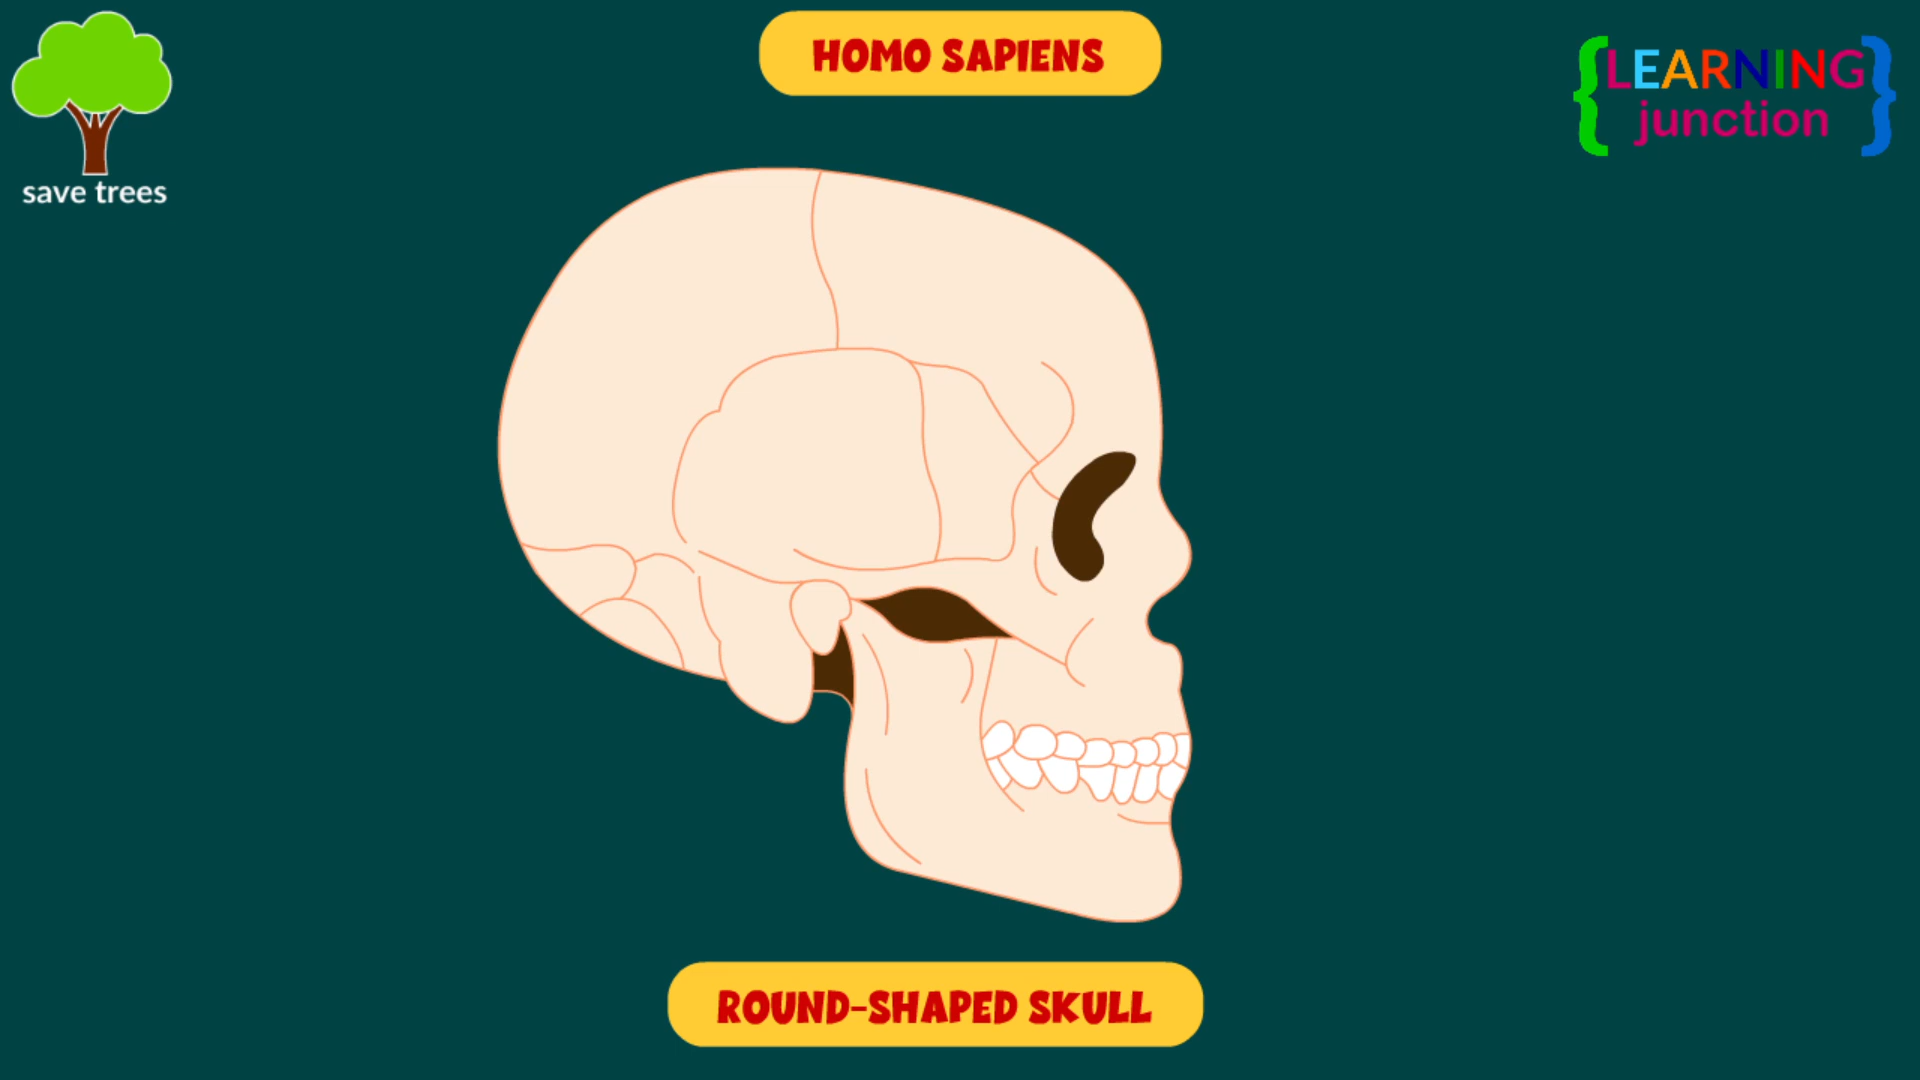 HOMO SAPIENS
{LEARNING
junction}
save trees
ROUND-SHAPED SKULL